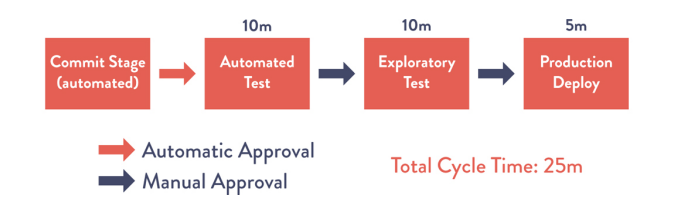 10m
10m
5m
Commit Stage
(automated)
Automated
Test
Exploratory
Test
Production
Deploy
Automatic Approval
Manual Approval
Total Cycle Time: 25m